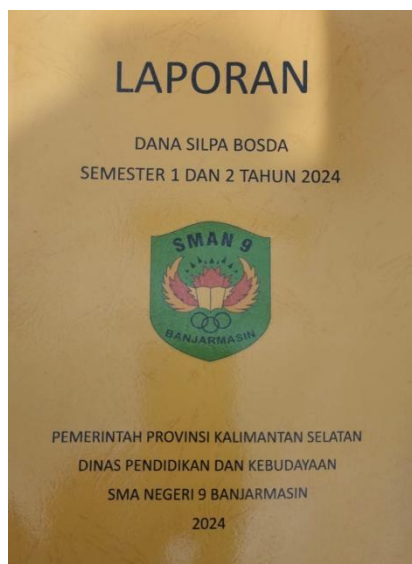 LAPORAN
DANA SILPA BOSDA
SEMESTER 1 DAN 2 TAHUN 2024
SMAN 9
BANJARMASIN
PEMERINTAH PROVINSI KALIMANTAN SELATAN
DINAS PENDIDIKAN DAN KEBUDAYAAN
SMA NEGERI 9 BANJARMASIN
2024